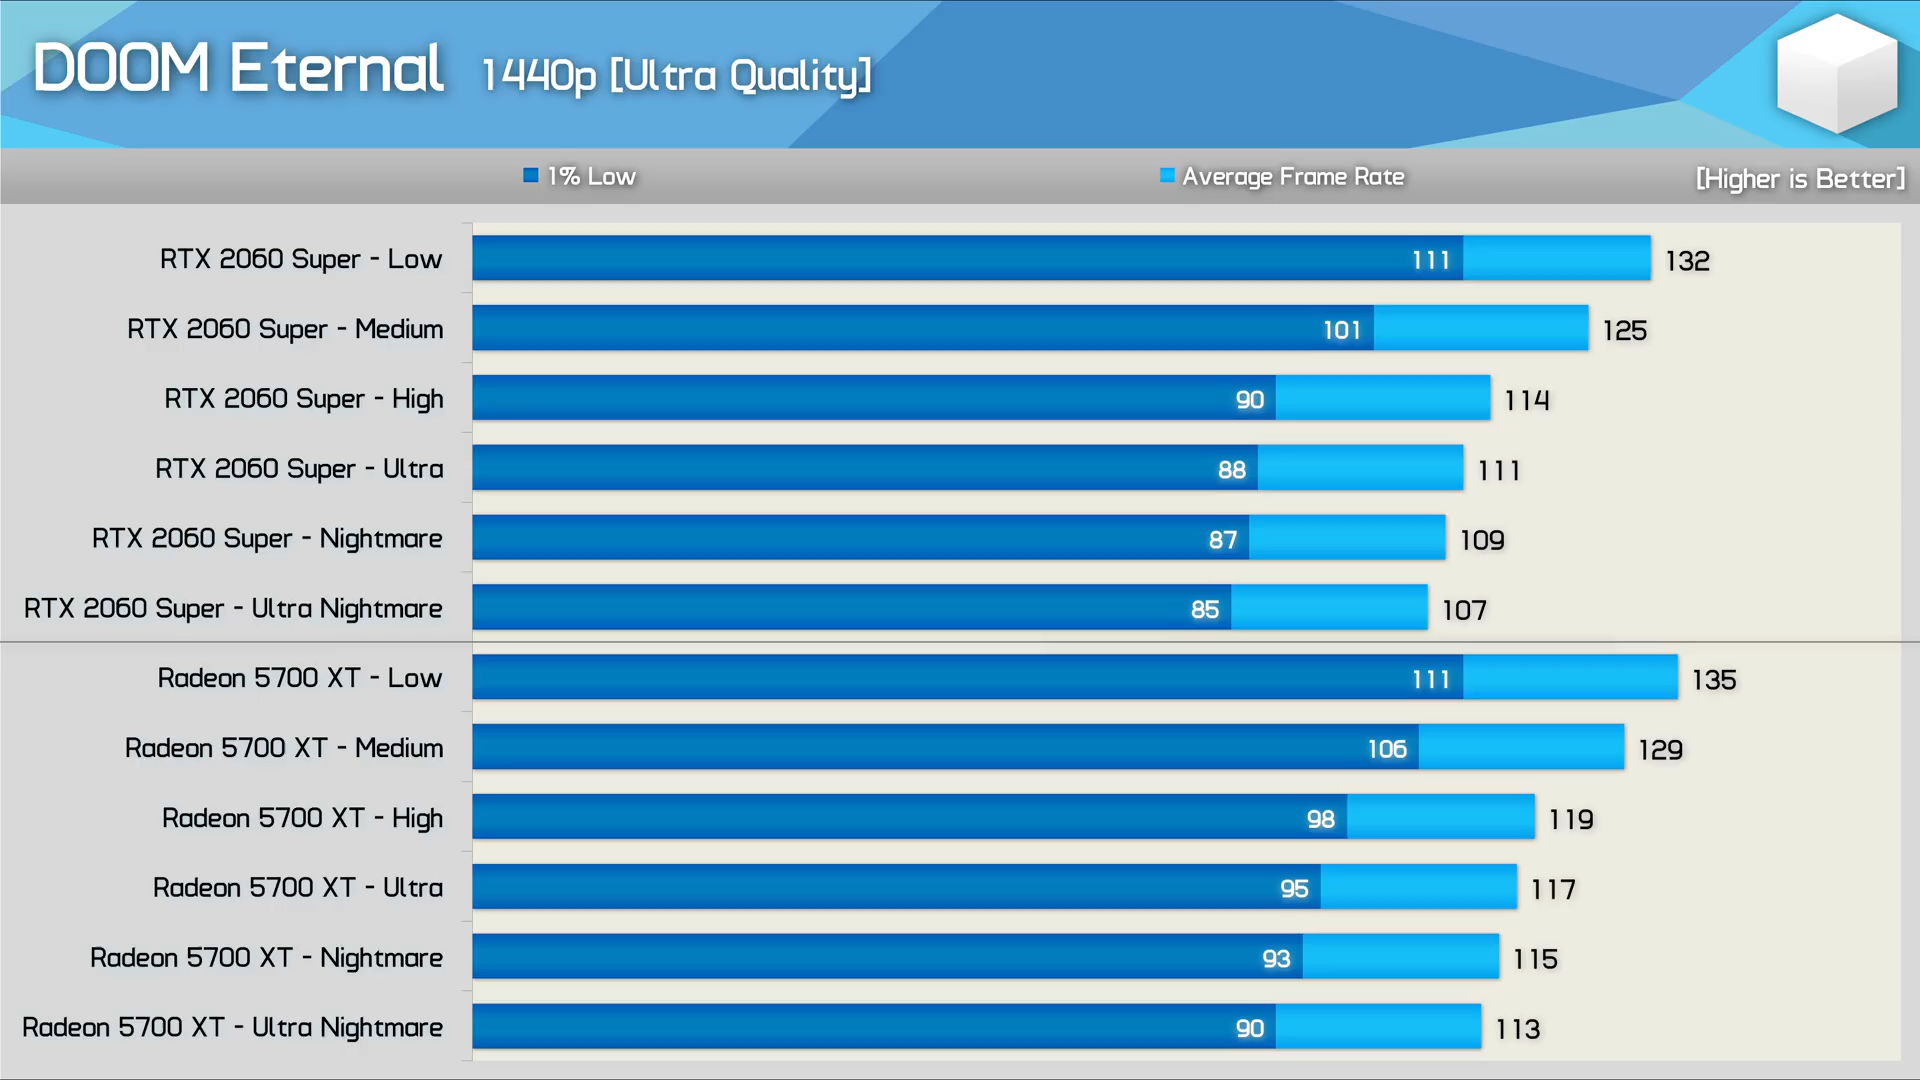 DOOM Eternal 1440p [Ultra Quality]
1% Low Average Frame Rate [Higher is Better]
RTX 2060 Super - Low 111 132
RTX 2060 Super - Medium 101 125
RTX 2060 Super - High 90 114
RTX 2060 Super - Ultra 88 111
RTX 2060 Super - Nightmare 87 109
RTX 2060 Super - Ultra Nightmare 85 107
Radeon 5700 XT - Low 111 135
Radeon 5700 XT - Medium 106 129
Radeon 5700 XT - High 98 119
Radeon 5700 XT - Ultra 95 117
Radeon 5700 XT - Nightmare 93 115
Radeon 5700 XT - Ultra Nightmare 90 113